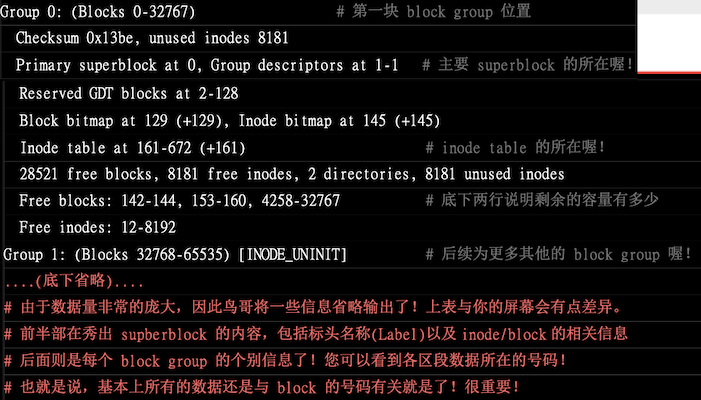 Group 0: (Blocks 0-32767) # 第一块 block group 位置
Checksum 0x13be, unused inodes 8181
Primary superblock at 0, Group descriptors at 1-1 # 主要 superblock 的所在喔!
Reserved GDT blocks at 2-128
Block bitmap at 129 (+129), Inode bitmap at 145 (+145)
Inode table at 161-672 (+161) # inode table 的所在喔!
28521 free blocks, 8181 free inodes, 2 directories, 8181 unused inodes
Free blocks: 142-144, 153-160, 4258-32767 # 底下两行说明剩余的容量有多少
Free inodes: 12-8192
Group 1: (Blocks 32768-65535) [INODE_UNINIT] # 后续为更多其他的 block group 喔!
....(底下省略)....
# 由于数据量非常的庞大，因此鸟哥将一些信息省略输出了！上表与你的屏幕会有点差异。
# 前半部在秀出 supberblock 的内容，包括标头名称(Label)以及inode/block的相关信息
# 后面则是每个 block group 的个别信息了！您可以看到各区段数据所在的号码！
# 也就是说，基本上所有的数据还是与 block 的号码有关就是了！很重要！